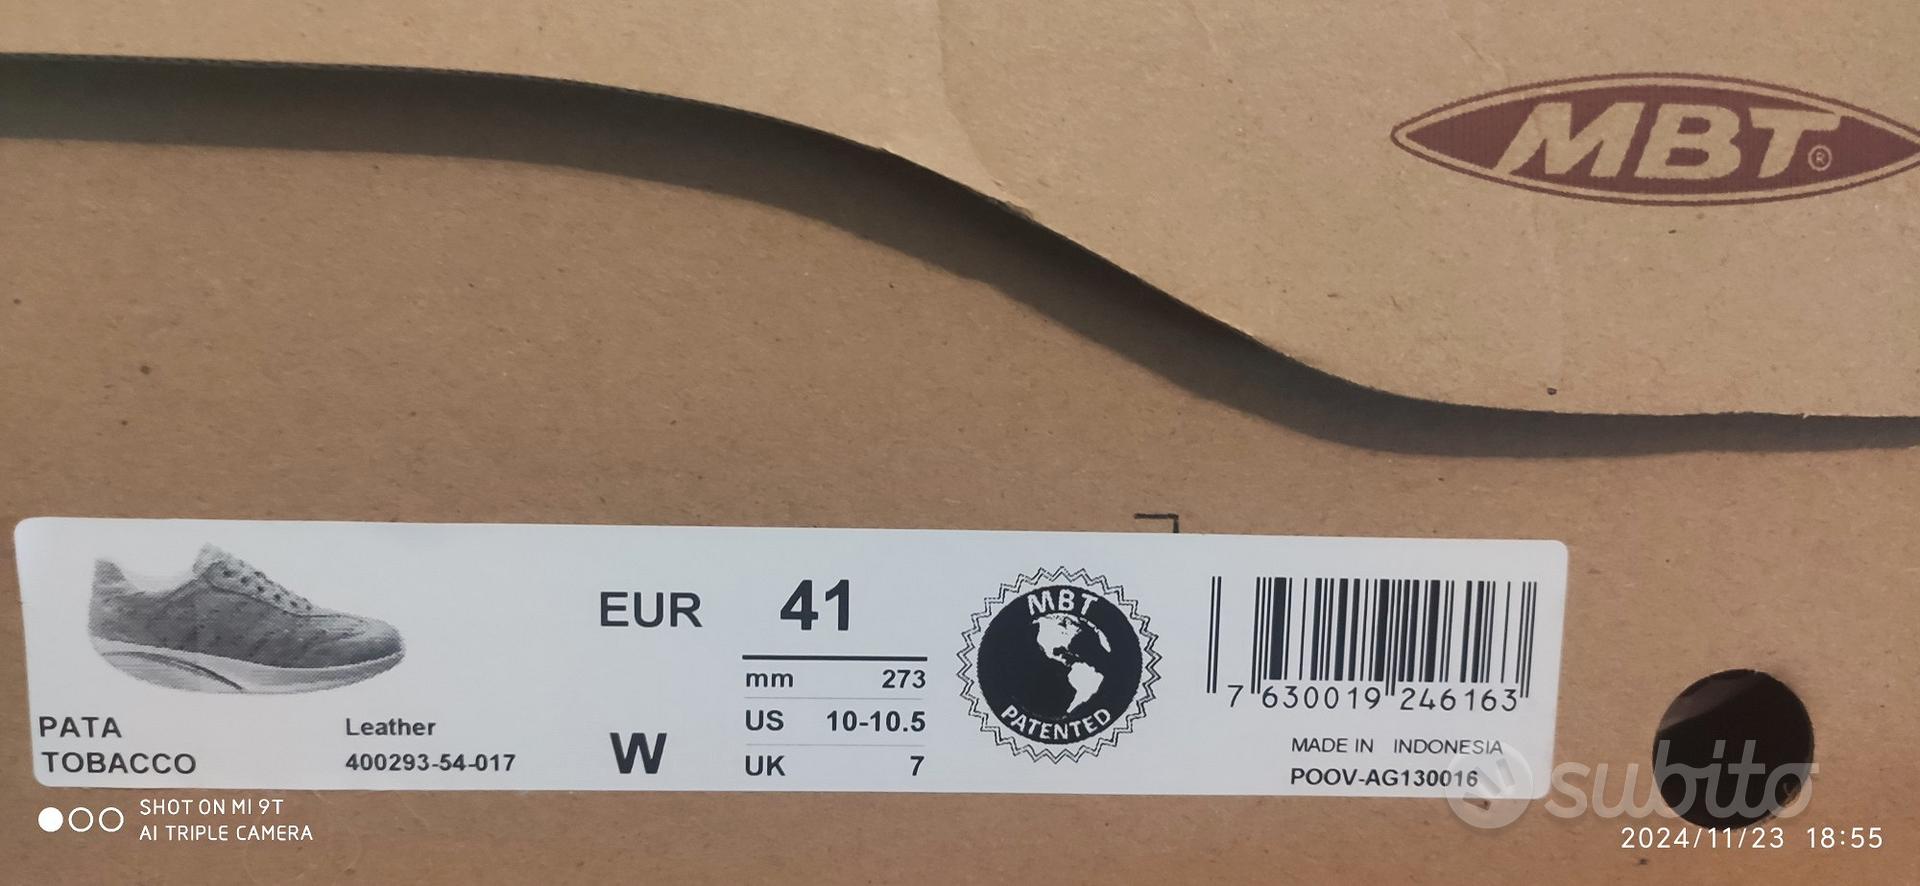 MBT®
PATA
TOBACCO
Leather
400293-54-017
EUR 41
W
mm 273
US 10-10.5
UK 7
MBT
PATENTED
7 630019 246163
MADE IN INDONESIA
POOV-AG130016
subito
SHOT ON MI 9T
AI TRIPLE CAMERA
2024/11/23 18:55